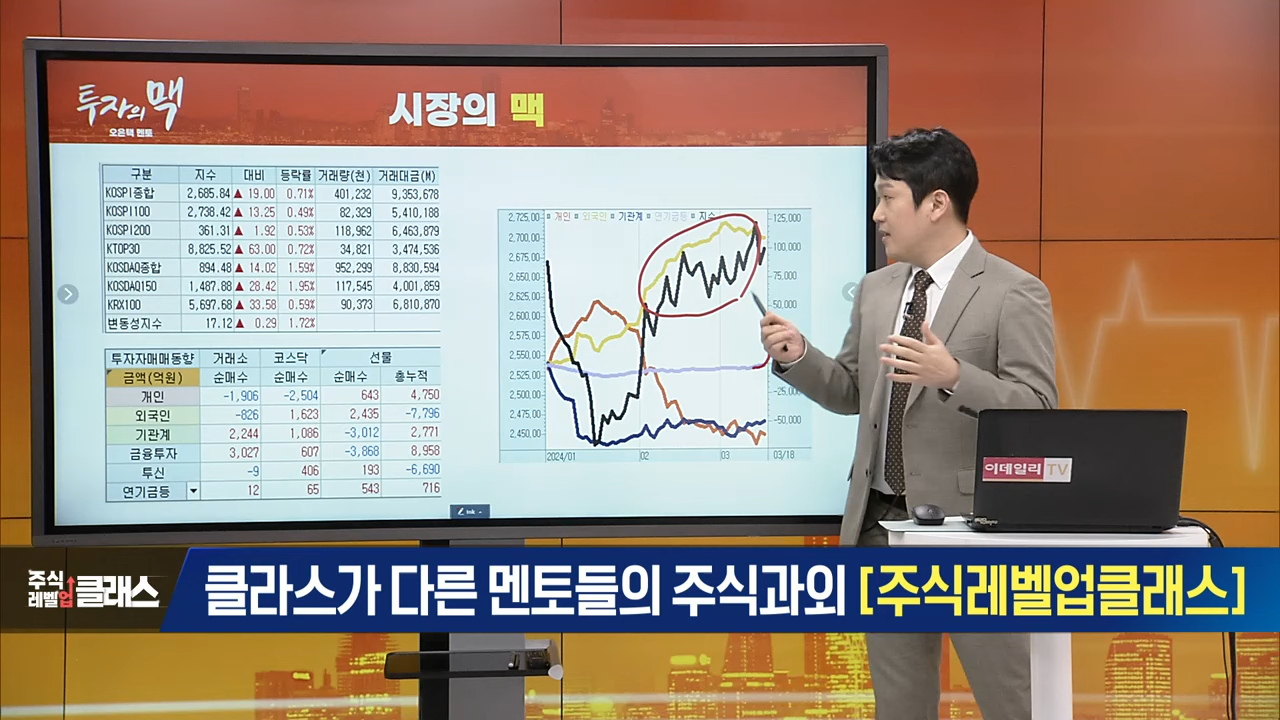 투자의 맥
오은택 멘토
시장의 맥
구분 지수 대비 등락률 거래량(천) 거래대금(M)
KOSPI종합 2,685.84 ▲ 19.00 0.71% 401,232 9,353,678
KOSPI100 2,738.42 ▲ 13.25 0.49% 82,329 5,410,188
KOSPI200 361.31 ▲ 1.92 0.53% 118,962 6,463,879
KTOP30 8,825.52 ▲ 63.00 0.72% 34,821 3,474,536
KOSDAQ종합 894.48 ▲ 14.02 1.59% 952,299 8,830,594
KOSDAQ150 1,487.88 ▲ 28.42 1.95% 117,545 4,001,859
KRX100 5,697.68 ▲ 33.58 0.59% 90,373 6,810,870
변동성지수 17.12 ▲ 0.29 1.72%
투자자매매동향 거래소 코스닥 선물
금액(억원) 순매수 순매수 순매수 총누적
개인 -1,906 -2,504 643 4,750
외국인 -826 1,623 2,435 -7,796
기관계 2,244 1,086 -3,012 2,771
금융투자 3,027 607 -3,868 8,958
투신 -9 406 193 -6,690
연기금등 12 65 543 716
개인 외국인 기관계 연기금등 지수
2,725.00
2,700.00
2,675.00
2,650.00
2,625.00
2,600.00
2,575.00
2,550.00
2,525.00
2,500.00
2,475.00
2,450.00
125,000
100,000
75,000
50,000
-25,000
-50,000
2024/01 02 03 03/18
Ink
이데일리 TV
주식
레벨업
클래스
클라스가 다른 멘토들의 주식과외 [주식레벨업클래스]